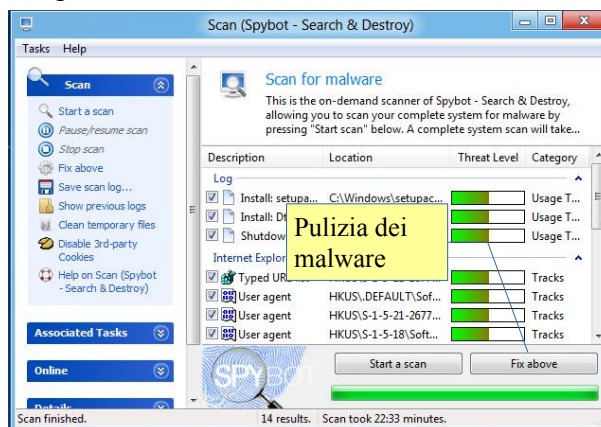 Scan (Spybot - Search & Destroy)
Tasks Help
Scan
Start a scan
Pause/resume scan
Stop scan
Fix above
Save scan log...
Show previous logs
Clean temporary files
Disable 3rd-party
Cookies
Help on Scan (Spybot
- Search & Destroy)
Associated Tasks
Online
Details
Scan for malware
This is the on-demand scanner of Spybot - Search & Destroy,
allowing you to scan your complete system for malware by
pressing "Start scan" below. A complete system scan will take...
Description Location Threat Level Category
Log
Install: setupa... C:\Windows\setupac... Usage T...
Install: Dt Usage T...
Shutdow Usage T...
Pulizia dei
malware
Internet Explor
Typed UR Tracks
User agent HKUS\.DEFAULT\Sof... Tracks
User agent HKUS\S-1-5-21-2677... Tracks
User agent HKUS\S-1-5-18\Soft... Tracks
SPYBOT
Start a scan Fix above
Scan finished. 14 results. Scan took 22:33 minutes.